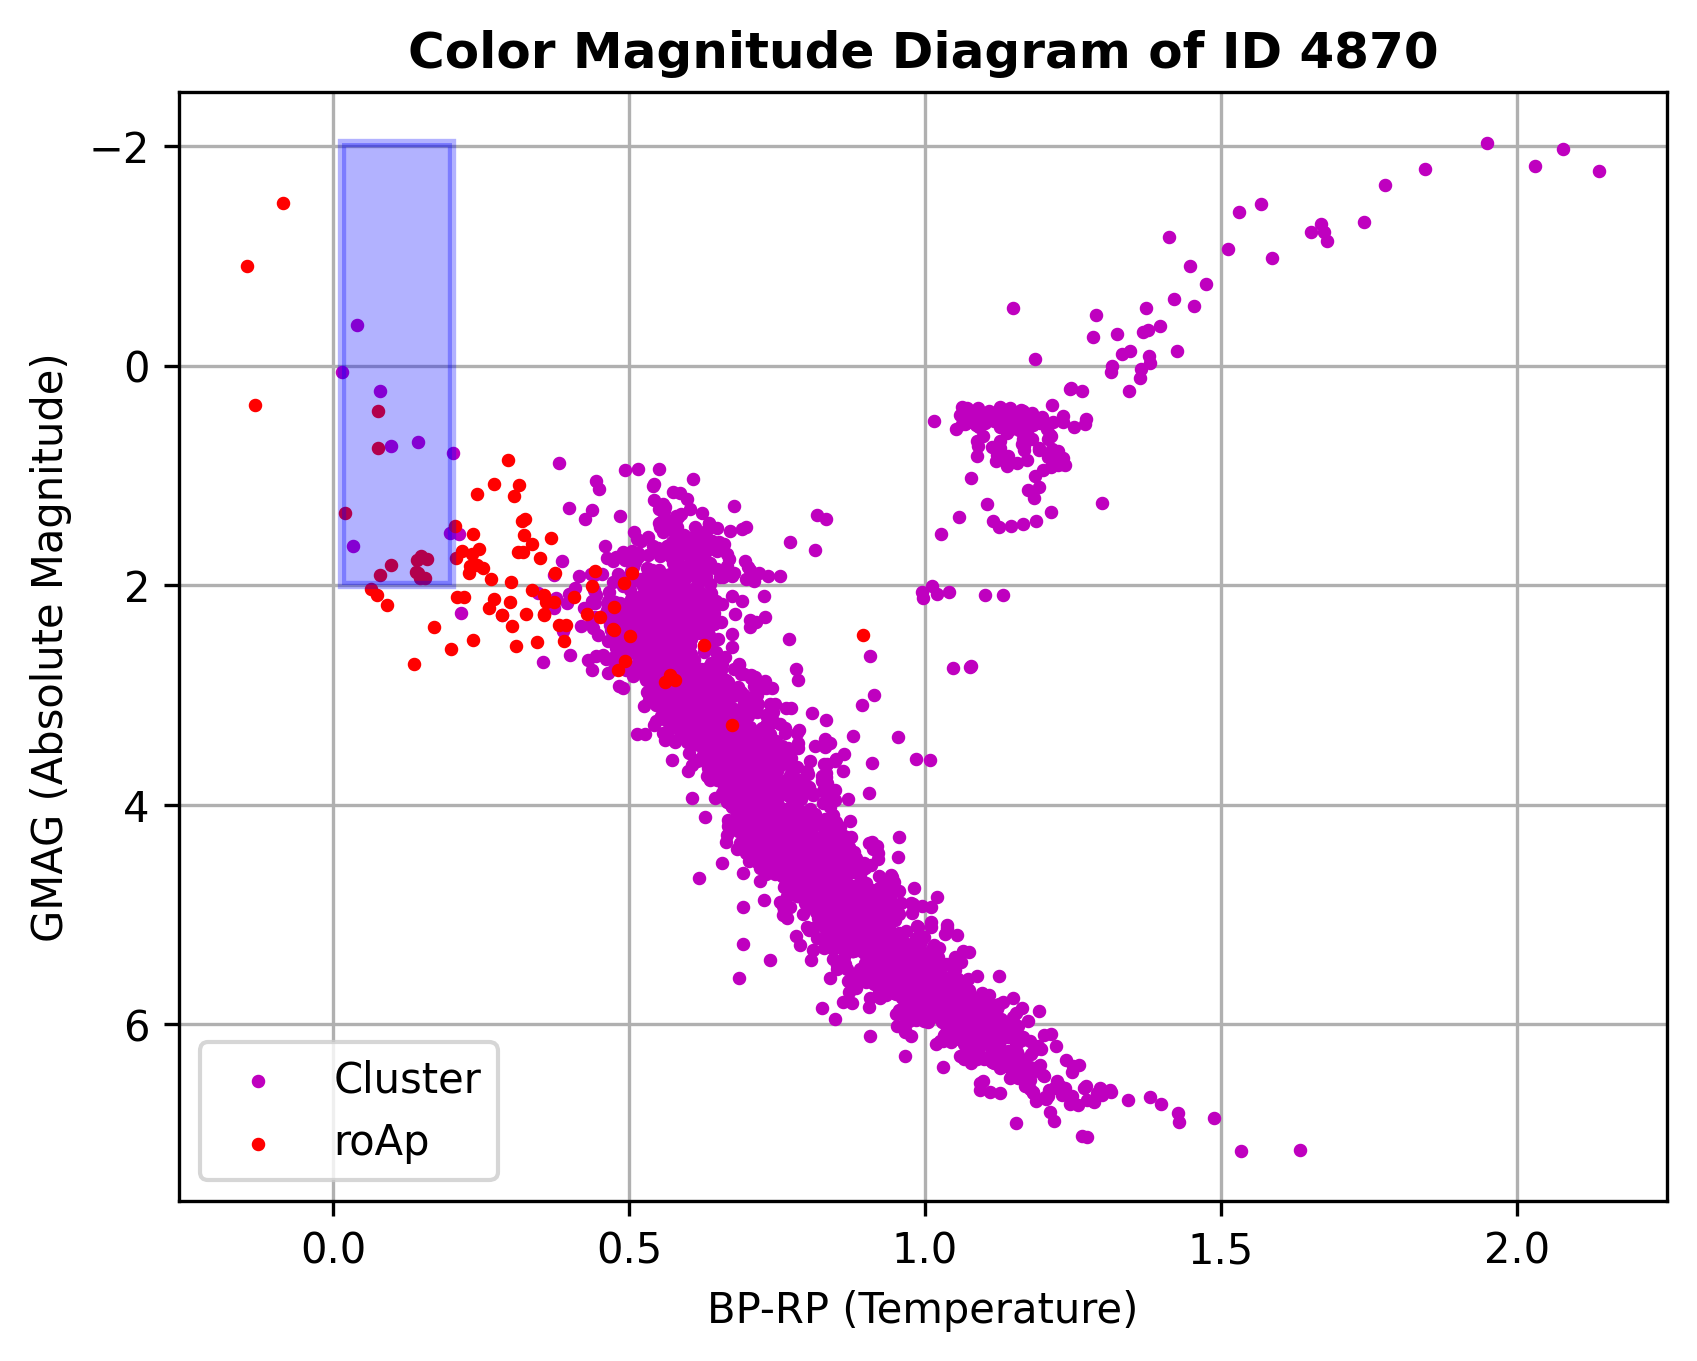 Color Magnitude Diagram of ID 4870
GMAG (Absolute Magnitude)
−2
0
2
4
6
Cluster
roAp
0.0 0.5 1.0 1.5 2.0
BP-RP (Temperature)